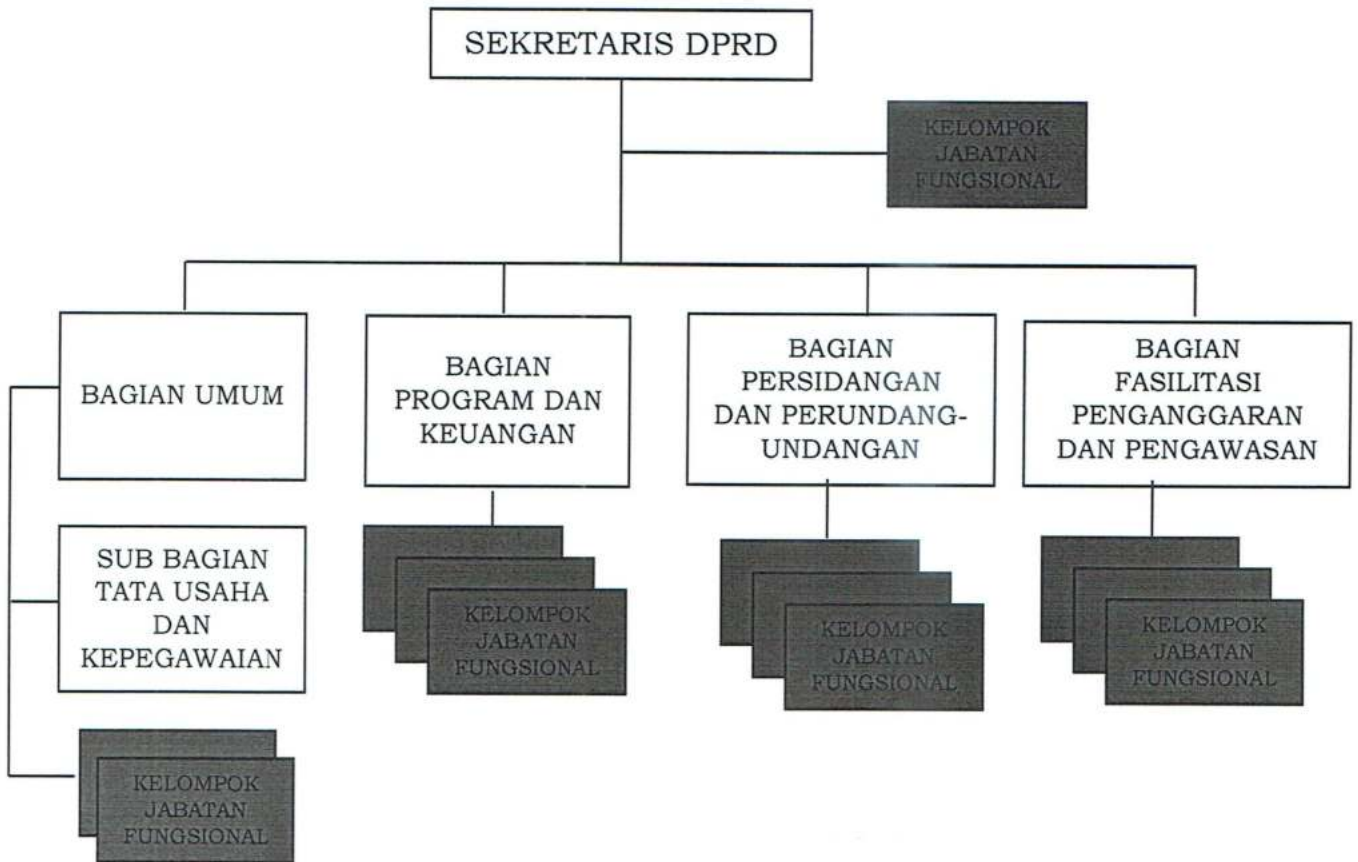 SEKRETARIS DPRD
KELOMPOK
JABATAN
FUNGSIONAL
BAGIAN UMUM
BAGIAN
PROGRAM DAN
KEUANGAN
BAGIAN
PERSIDANGAN
DAN PERUNDANG-
UNDANGAN
BAGIAN
FASILITASI
PENGANGGARAN
DAN PENGAWASAN
SUB BAGIAN
TATA USAHA
DAN
KEPEGAWAIAN
KELOMPOK
JABATAN
FUNGSIONAL
KELOMPOK
JABATAN
FUNGSIONAL
KELOMPOK
JABATAN
FUNGSIONAL
KELOMPOK
JABATAN
FUNGSIONAL